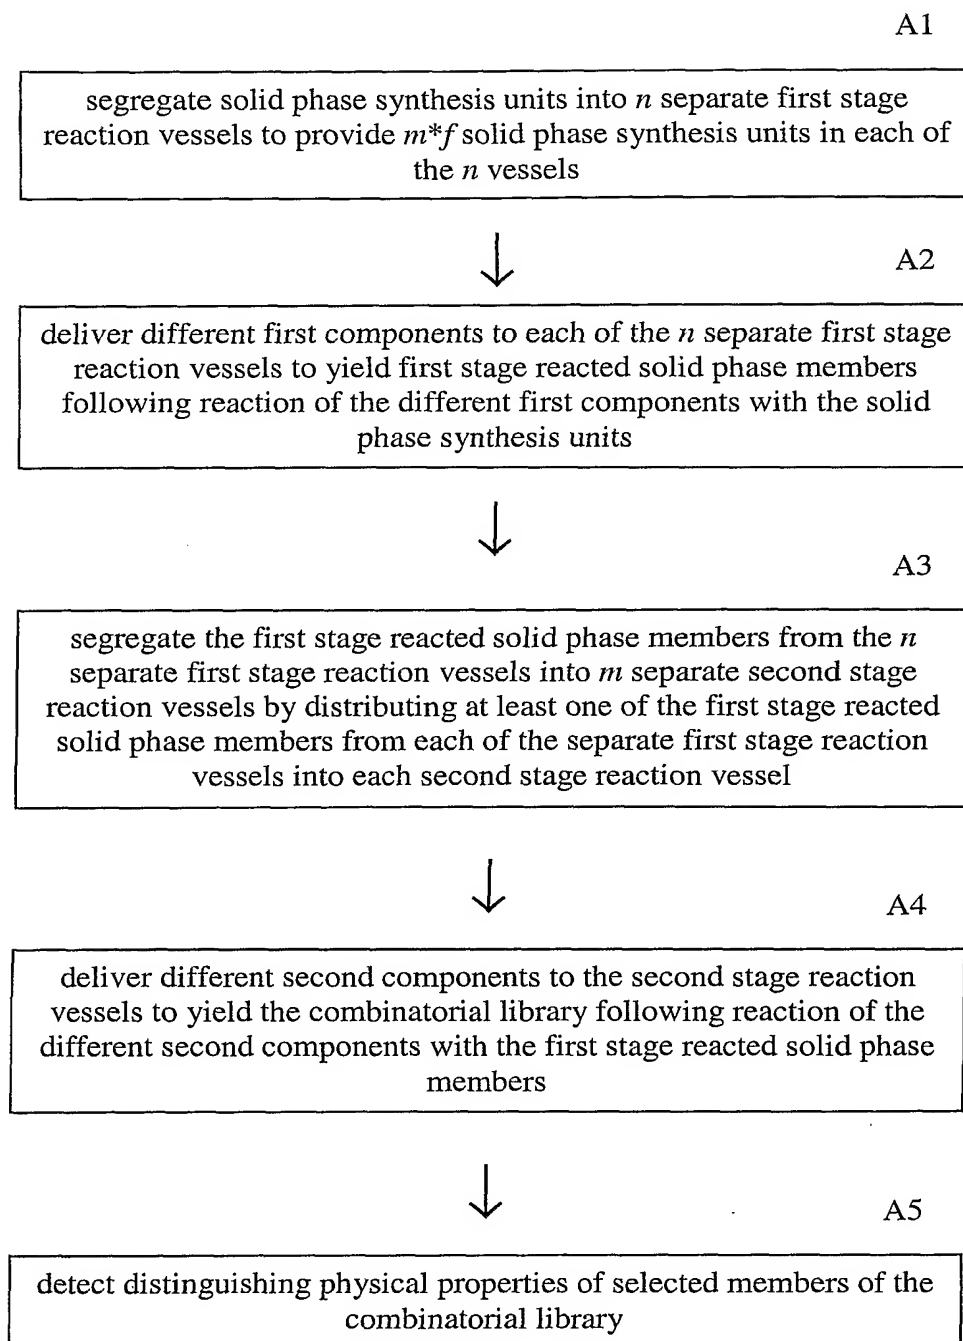 A1
segregate solid phase synthesis units into n separate first stage
reaction vessels to provide m*f solid phase synthesis units in each of
the n vessels
A2
deliver different first components to each of the n separate first stage
reaction vessels to yield first stage reacted solid phase members
following reaction of the different first components with the solid
phase synthesis units
A3
segregate the first stage reacted solid phase members from the n
separate first stage reaction vessels into m separate second stage
reaction vessels by distributing at least one of the first stage reacted
solid phase members from each of the separate first stage reaction
vessels into each second stage reaction vessel
A4
deliver different second components to the second stage reaction
vessels to yield the combinatorial library following reaction of the
different second components with the first stage reacted solid phase
members
A5
detect distinguishing physical properties of selected members of the
combinatorial library